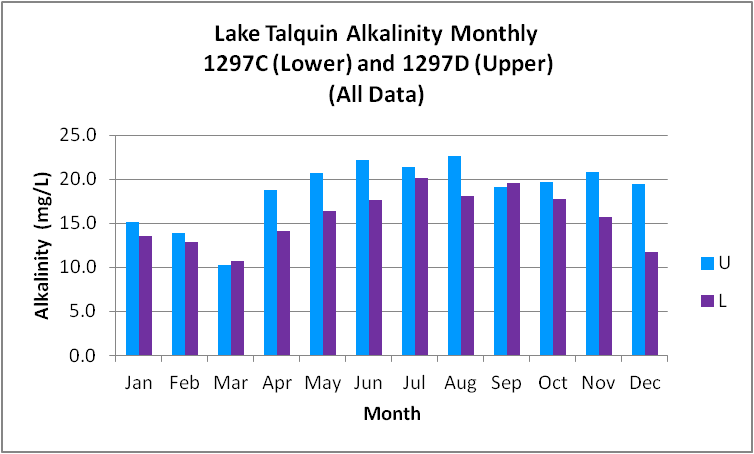 Lake Talquin Alkalinity Monthly
1297C (Lower) and 1297D (Upper)
(All Data)
Alkalinity (mg/L)
25.0
20.0
15.0
10.0
5.0
0.0
Jan Feb Mar Apr May Jun Jul Aug Sep Oct Nov Dec
Month
U
L